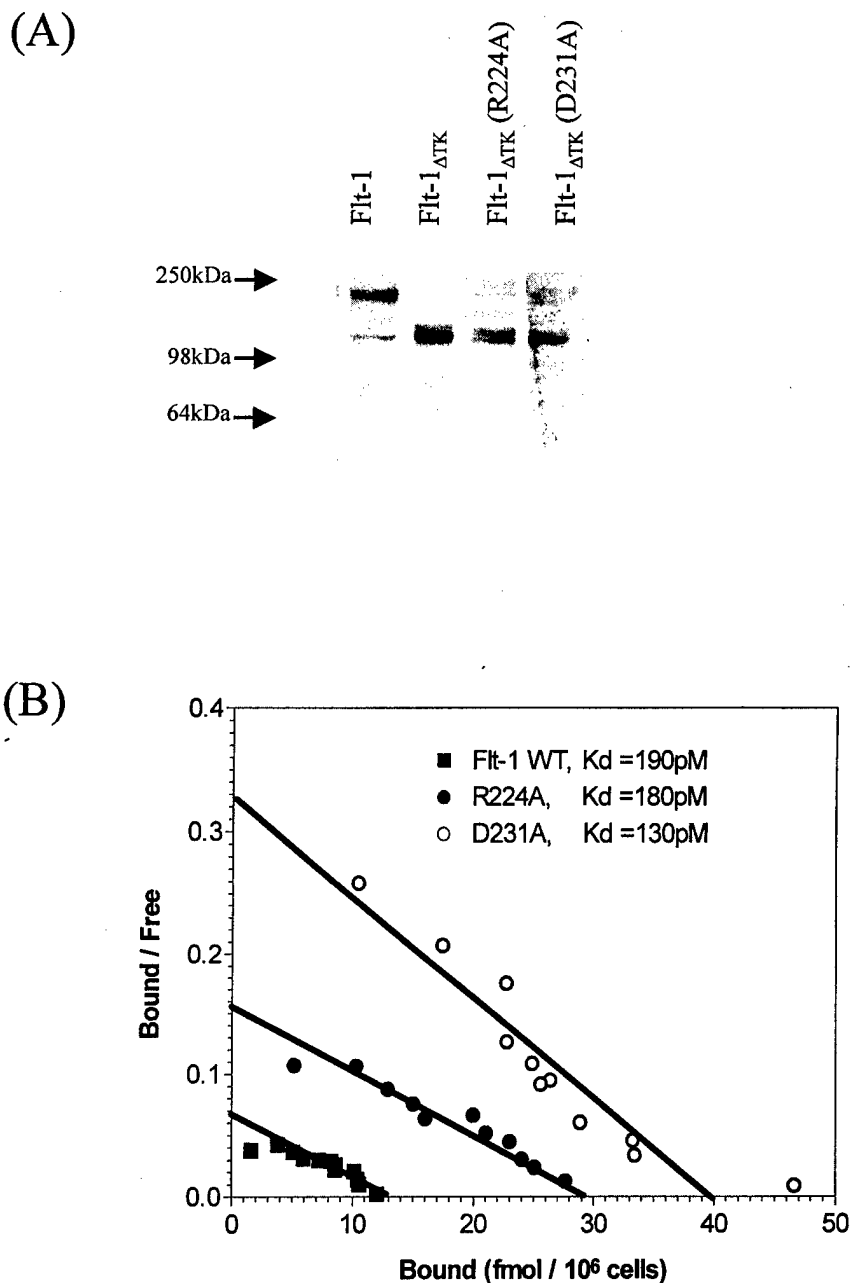 (A)
Flt-1
Flt-1ΔTK
Flt-1ΔTK (R224A)
Flt-1ΔTK (D231A)
250kDa
98kDa
64kDa
(B)
0.4
0.3
0.2
0.1
0.0
Bound / Free
Flt-1 WT, Kd =190pM
R224A, Kd =180pM
D231A, Kd =130pM
0 10 20 30 40 50
Bound (fmol / 10⁶ cells)